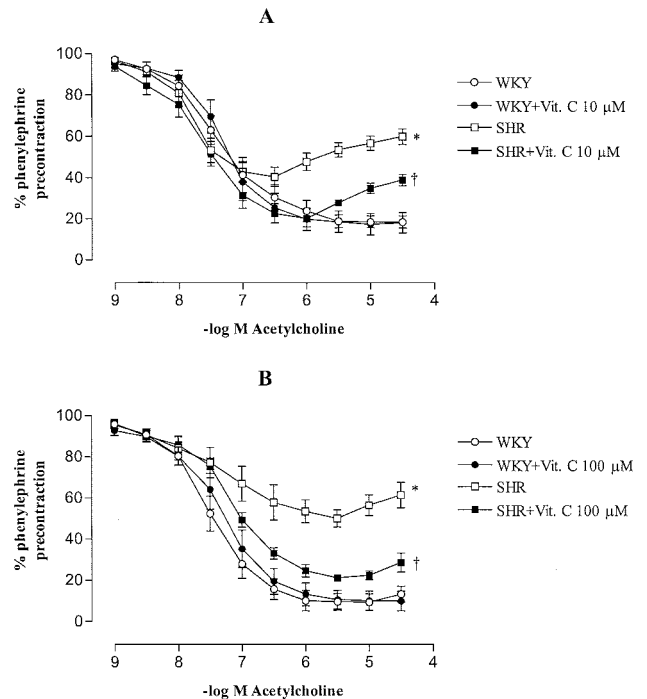 A
% phenylephrine
precontraction
100
80
60
40
20
0
*
†
WKY
WKY+Vit. C 10 μM
SHR
SHR+Vit. C 10 μM
9 8 7 6 5 4
-log M Acetylcholine
B
% phenylephrine
precontraction
100
80
60
40
20
0
*
†
WKY
WKY+Vit. C 100 μM
SHR
SHR+Vit. C 100 μM
9 8 7 6 5 4
-log M Acetylcholine